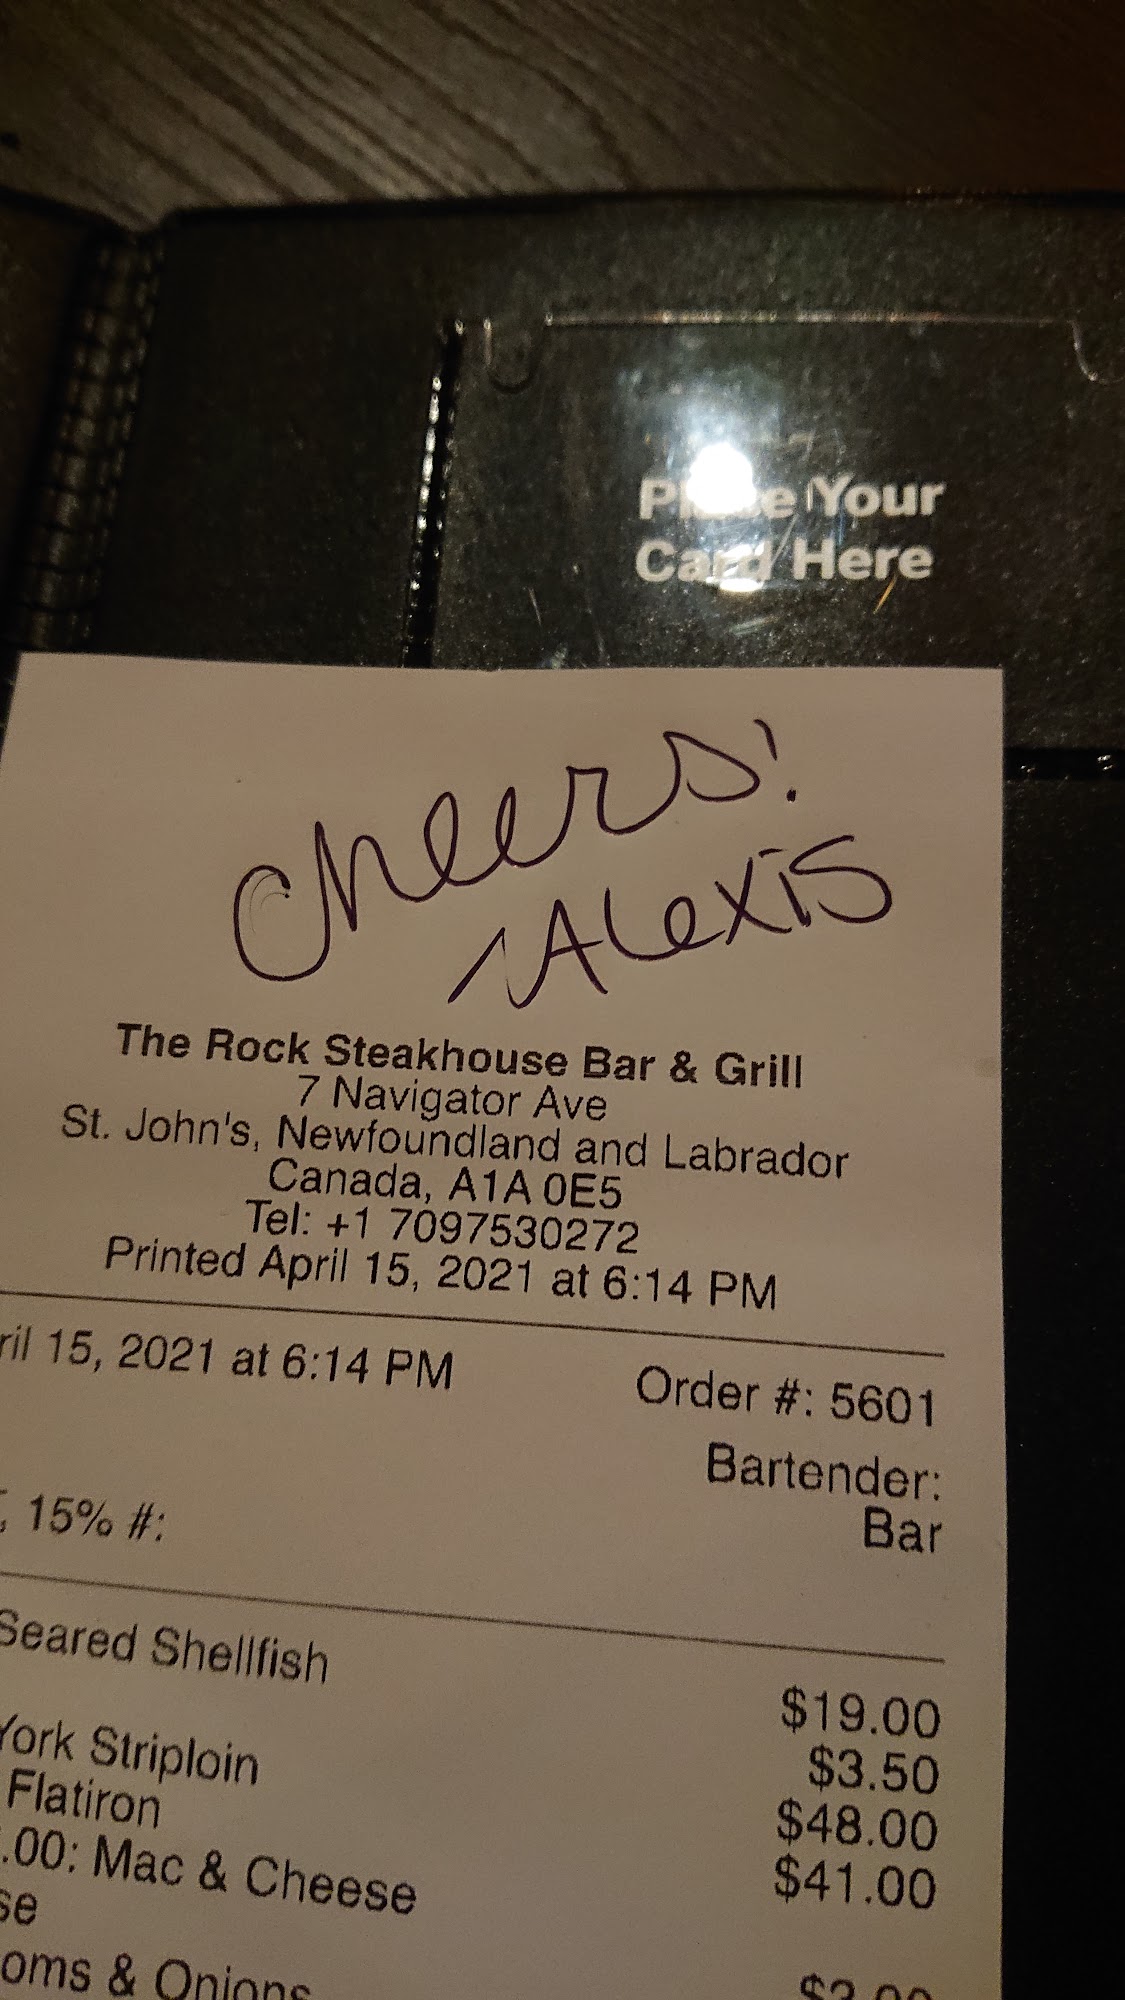 Place Your
Card Here
Cheers!
Alexis
The Rock Steakhouse Bar & Grill
7 Navigator Ave
St. John's, Newfoundland and Labrador
Canada, A1A 0E5
Tel: +1 7097530272
Printed April 15, 2021 at 6:14 PM
ril 15, 2021 at 6:14 PM Order #: 5601
Bartender:
, 15% #: Bar
Seared Shellfish
$19.00
York Striploin $3.50
Flatiron $48.00
.00: Mac & Cheese $41.00
se
oms & Onions